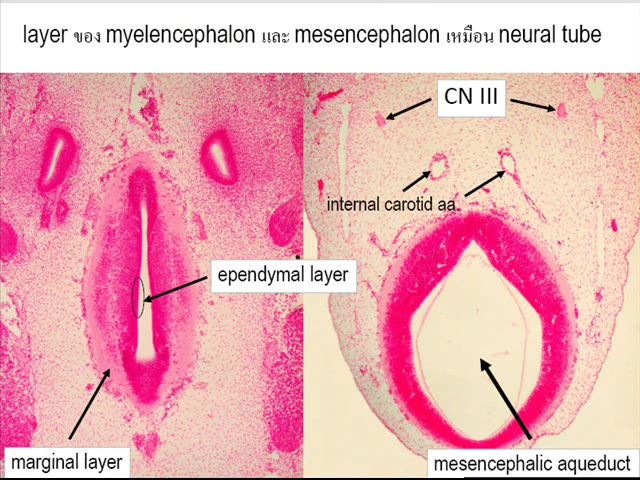 layer ของ myelencephalon และ mesencephalon เหมือน neural tube
CN III
internal carotid aa.
ependymal layer
marginal layer
mesencephalic aqueduct